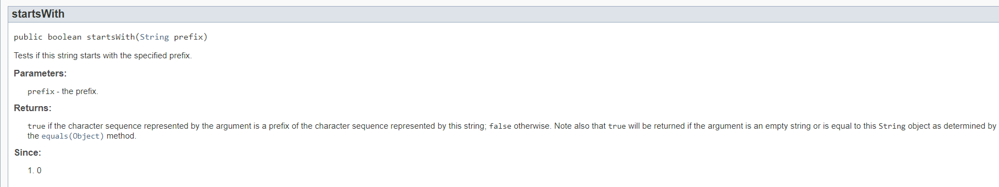 startsWith
public boolean startsWith(String prefix)
Tests if this string starts with the specified prefix.
Parameters:
prefix - the prefix.
Returns:
true if the character sequence represented by the argument is a prefix of the character sequence represented by this string; false otherwise. Note also that true will be returned if the argument is an empty string or is equal to this String object as determined by
the equals(Object) method.
Since:
1. 0